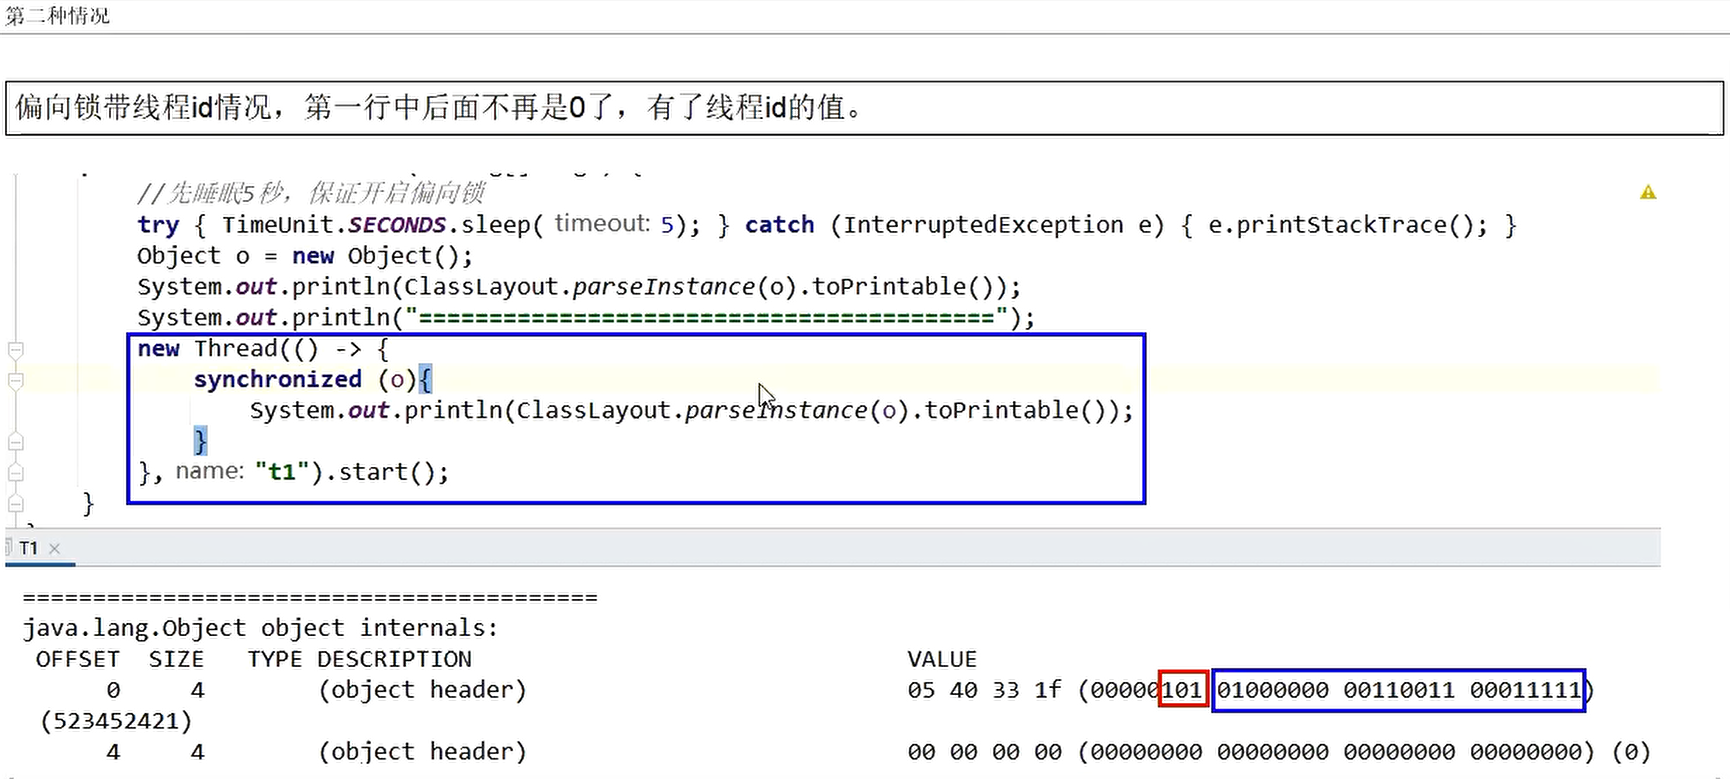 第二种情况
偏向锁带线程id情况，第一行中后面不再是0了，有了线程id的值。
//先睡眠5秒，保证开启偏向锁
try { TimeUnit.SECONDS.sleep( timeout: 5); } catch (InterruptedException e) { e.printStackTrace(); }
Object o = new Object();
System.out.println(ClassLayout.parseInstance(o).toPrintable());
System.out.println("=========================================");
new Thread(() -> {
synchronized (o){
System.out.println(ClassLayout.parseInstance(o).toPrintable());
}
}, name: "t1").start();
}
T1 ×
=========================================
java.lang.Object object internals:
OFFSET SIZE TYPE DESCRIPTION VALUE
0 4 (object header) 05 40 33 1f (00000101 01000000 00110011 00011111)
(523452421)
4 4 (object header) 00 00 00 00 (00000000 00000000 00000000 00000000) (0)